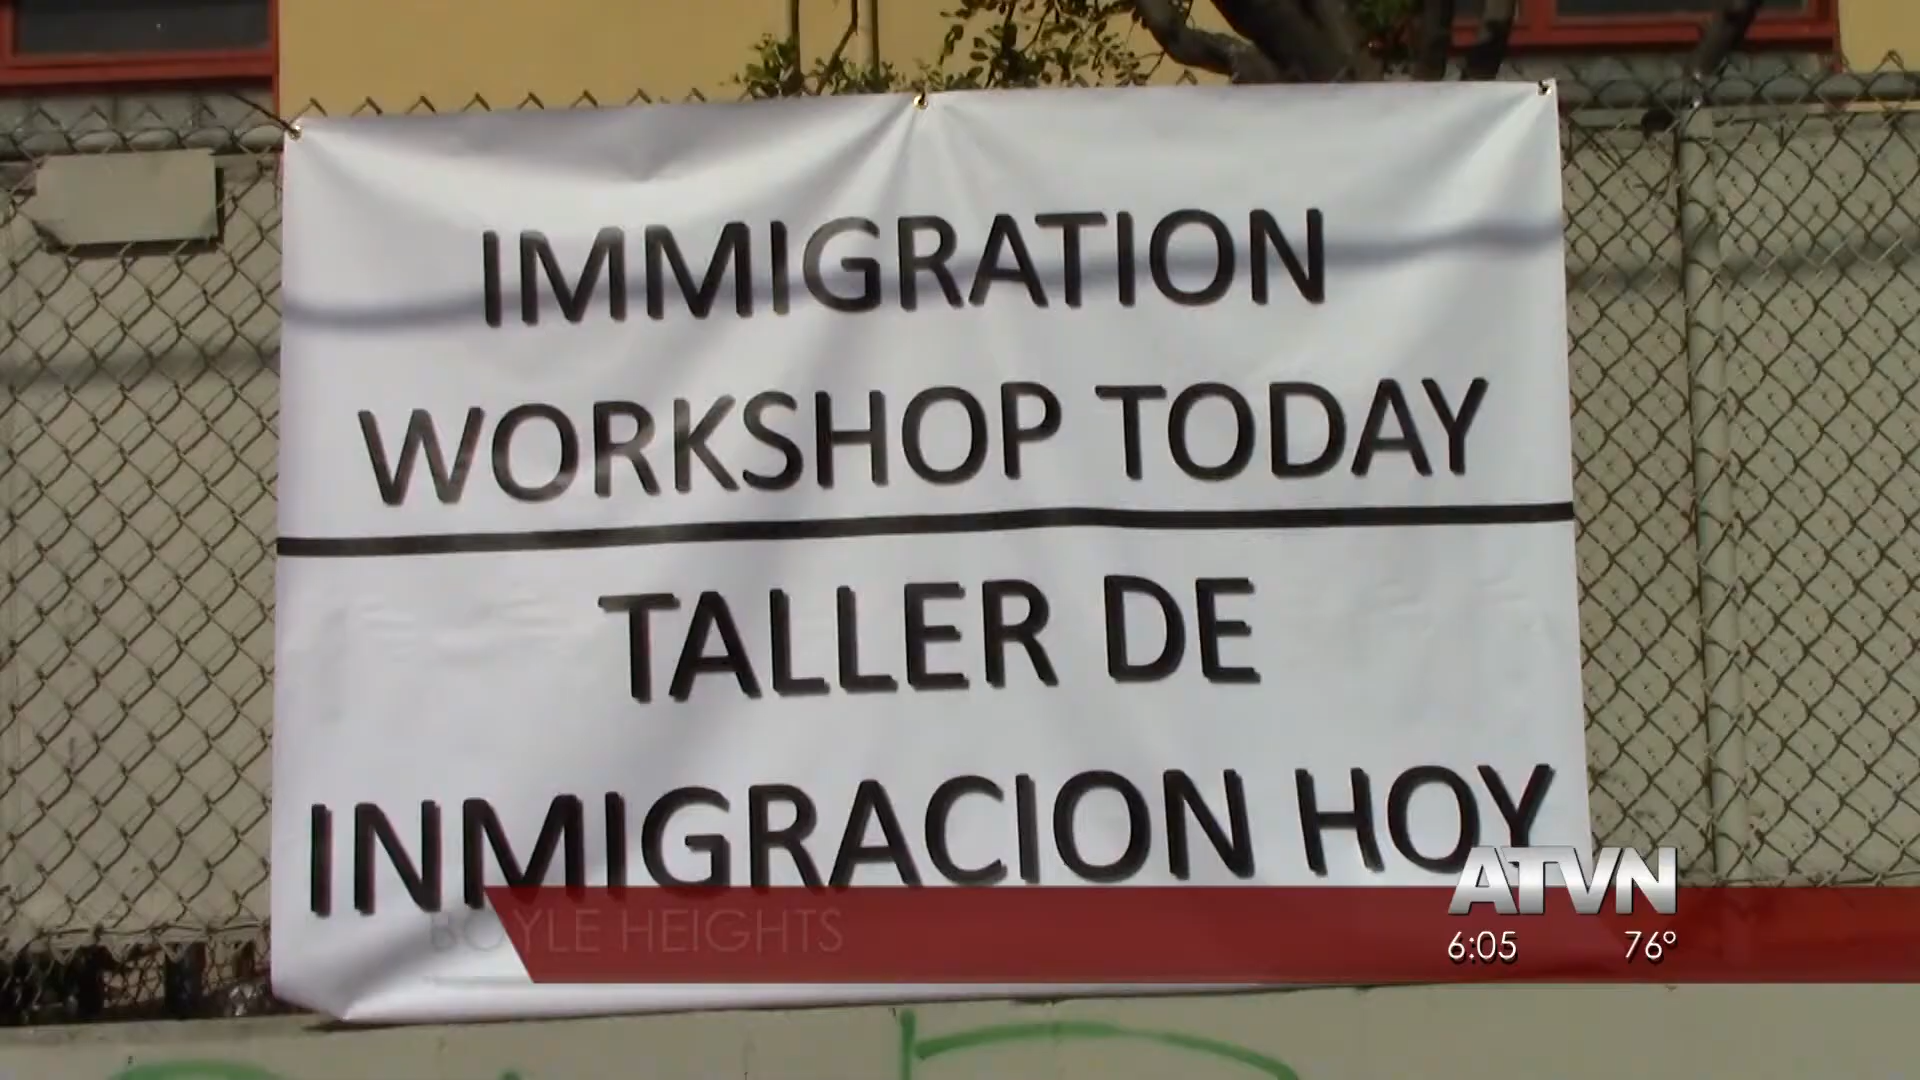 IMMIGRATION
WORKSHOP TODAY
TALLER DE
INMIGRACION HOY
BOYLE HEIGHTS
ATVN
6:05 76°